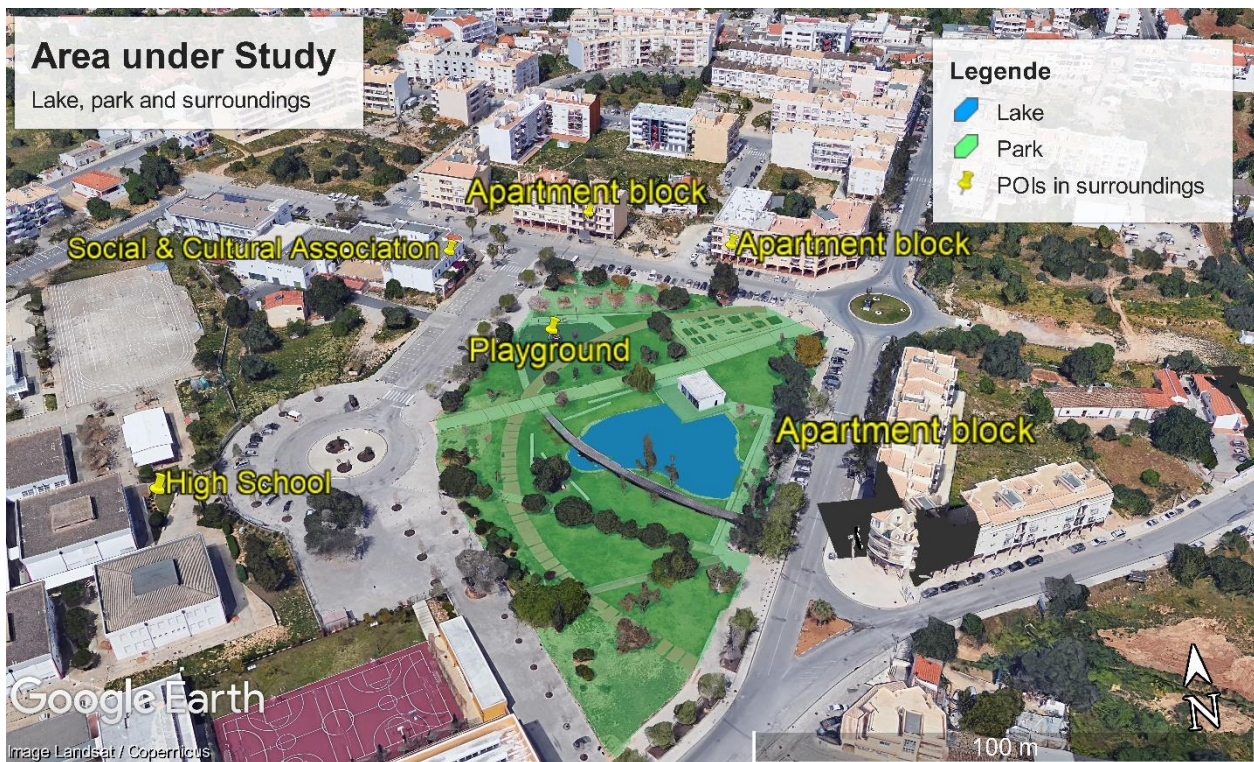 Area under Study
Lake, park and surroundings
Legende
Lake
Park
POIs in surroundings
Apartment block
Social & Cultural Association
Apartment block
Playground
Apartment block
High School
Google Earth
N
Image Landsat / Copernicus
100 m